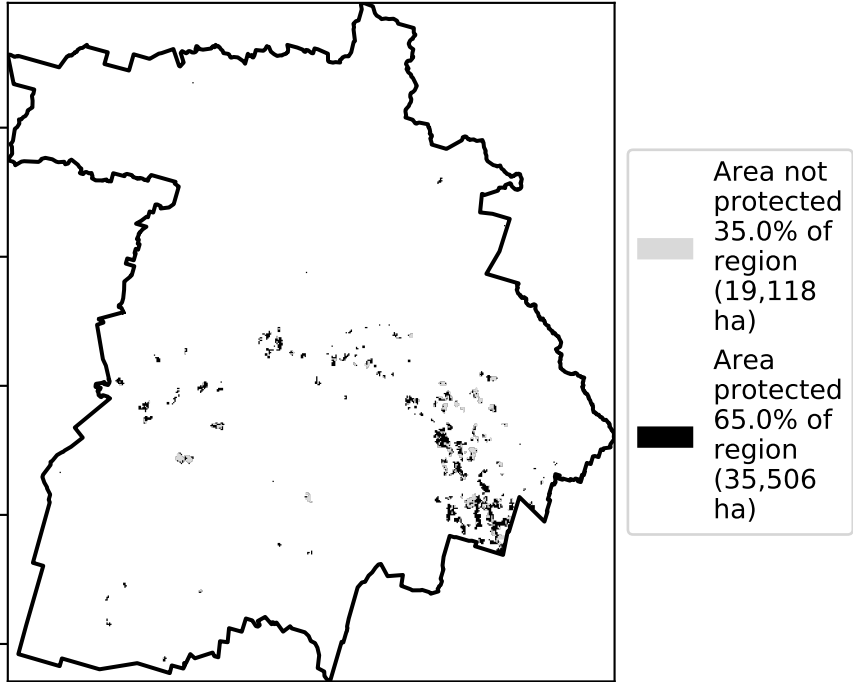 Area not
protected
35.0% of
region
(19,118
ha)
Area
protected
65.0% of
region
(35,506
ha)